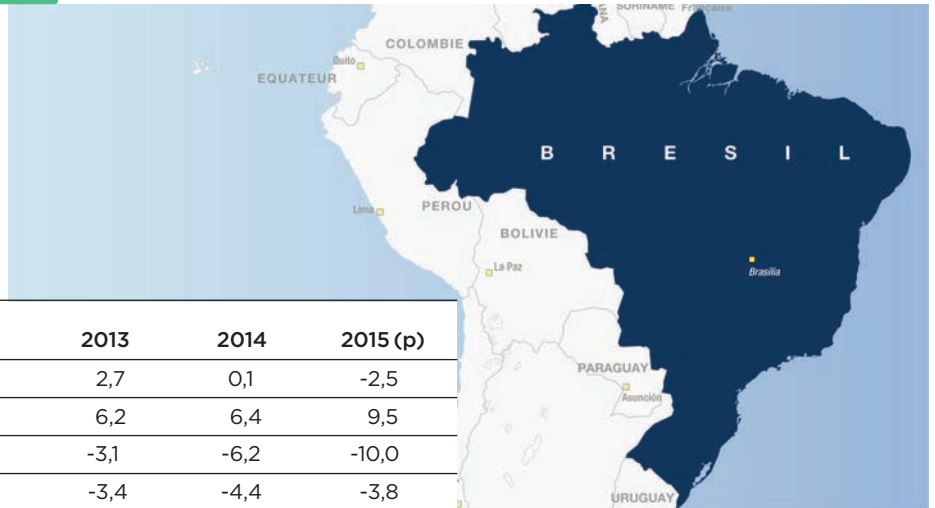 SURINAME Française
COLOMBIE
Quito
EQUATEUR
B R E S I L
Lima
PEROU
BOLIVIE
La Paz
Brasilia
PARAGUAY
Asunción
URUGUAY
2013 2014 2015 (p)
2,7 0,1 -2,5
6,2 6,4 9,5
-3,1 -6,2 -10,0
-3,4 -4,4 -3,8